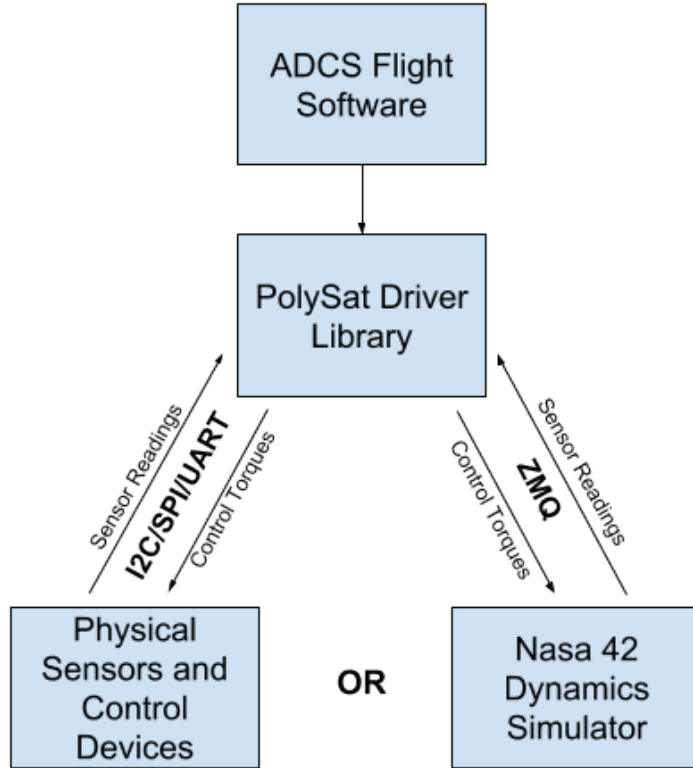 ADCS Flight
Software
PolySat Driver
Library
Sensor Readings
I2C/SPI/UART
Control Torques
Control Torques
ZMQ
Sensor Readings
Physical
Sensors and
Control
Devices
OR
Nasa 42
Dynamics
Simulator